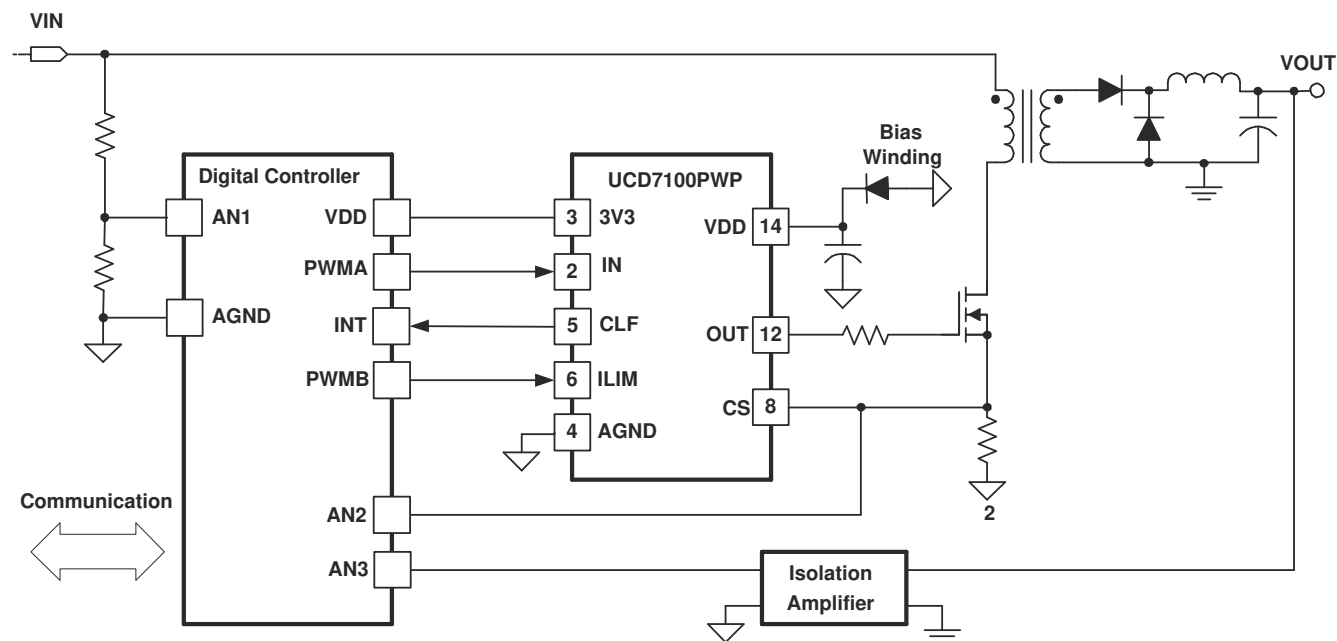 VIN
VOUT
Bias
Winding
Digital Controller
UCD7100PWP
AN1
VDD
3
3V3
VDD
14
PWMA
2
IN
AGND
INT
5
CLF
OUT
12
PWMB
6
ILIM
CS
8
4
AGND
Communication
AN2
2
AN3
Isolation
Amplifier